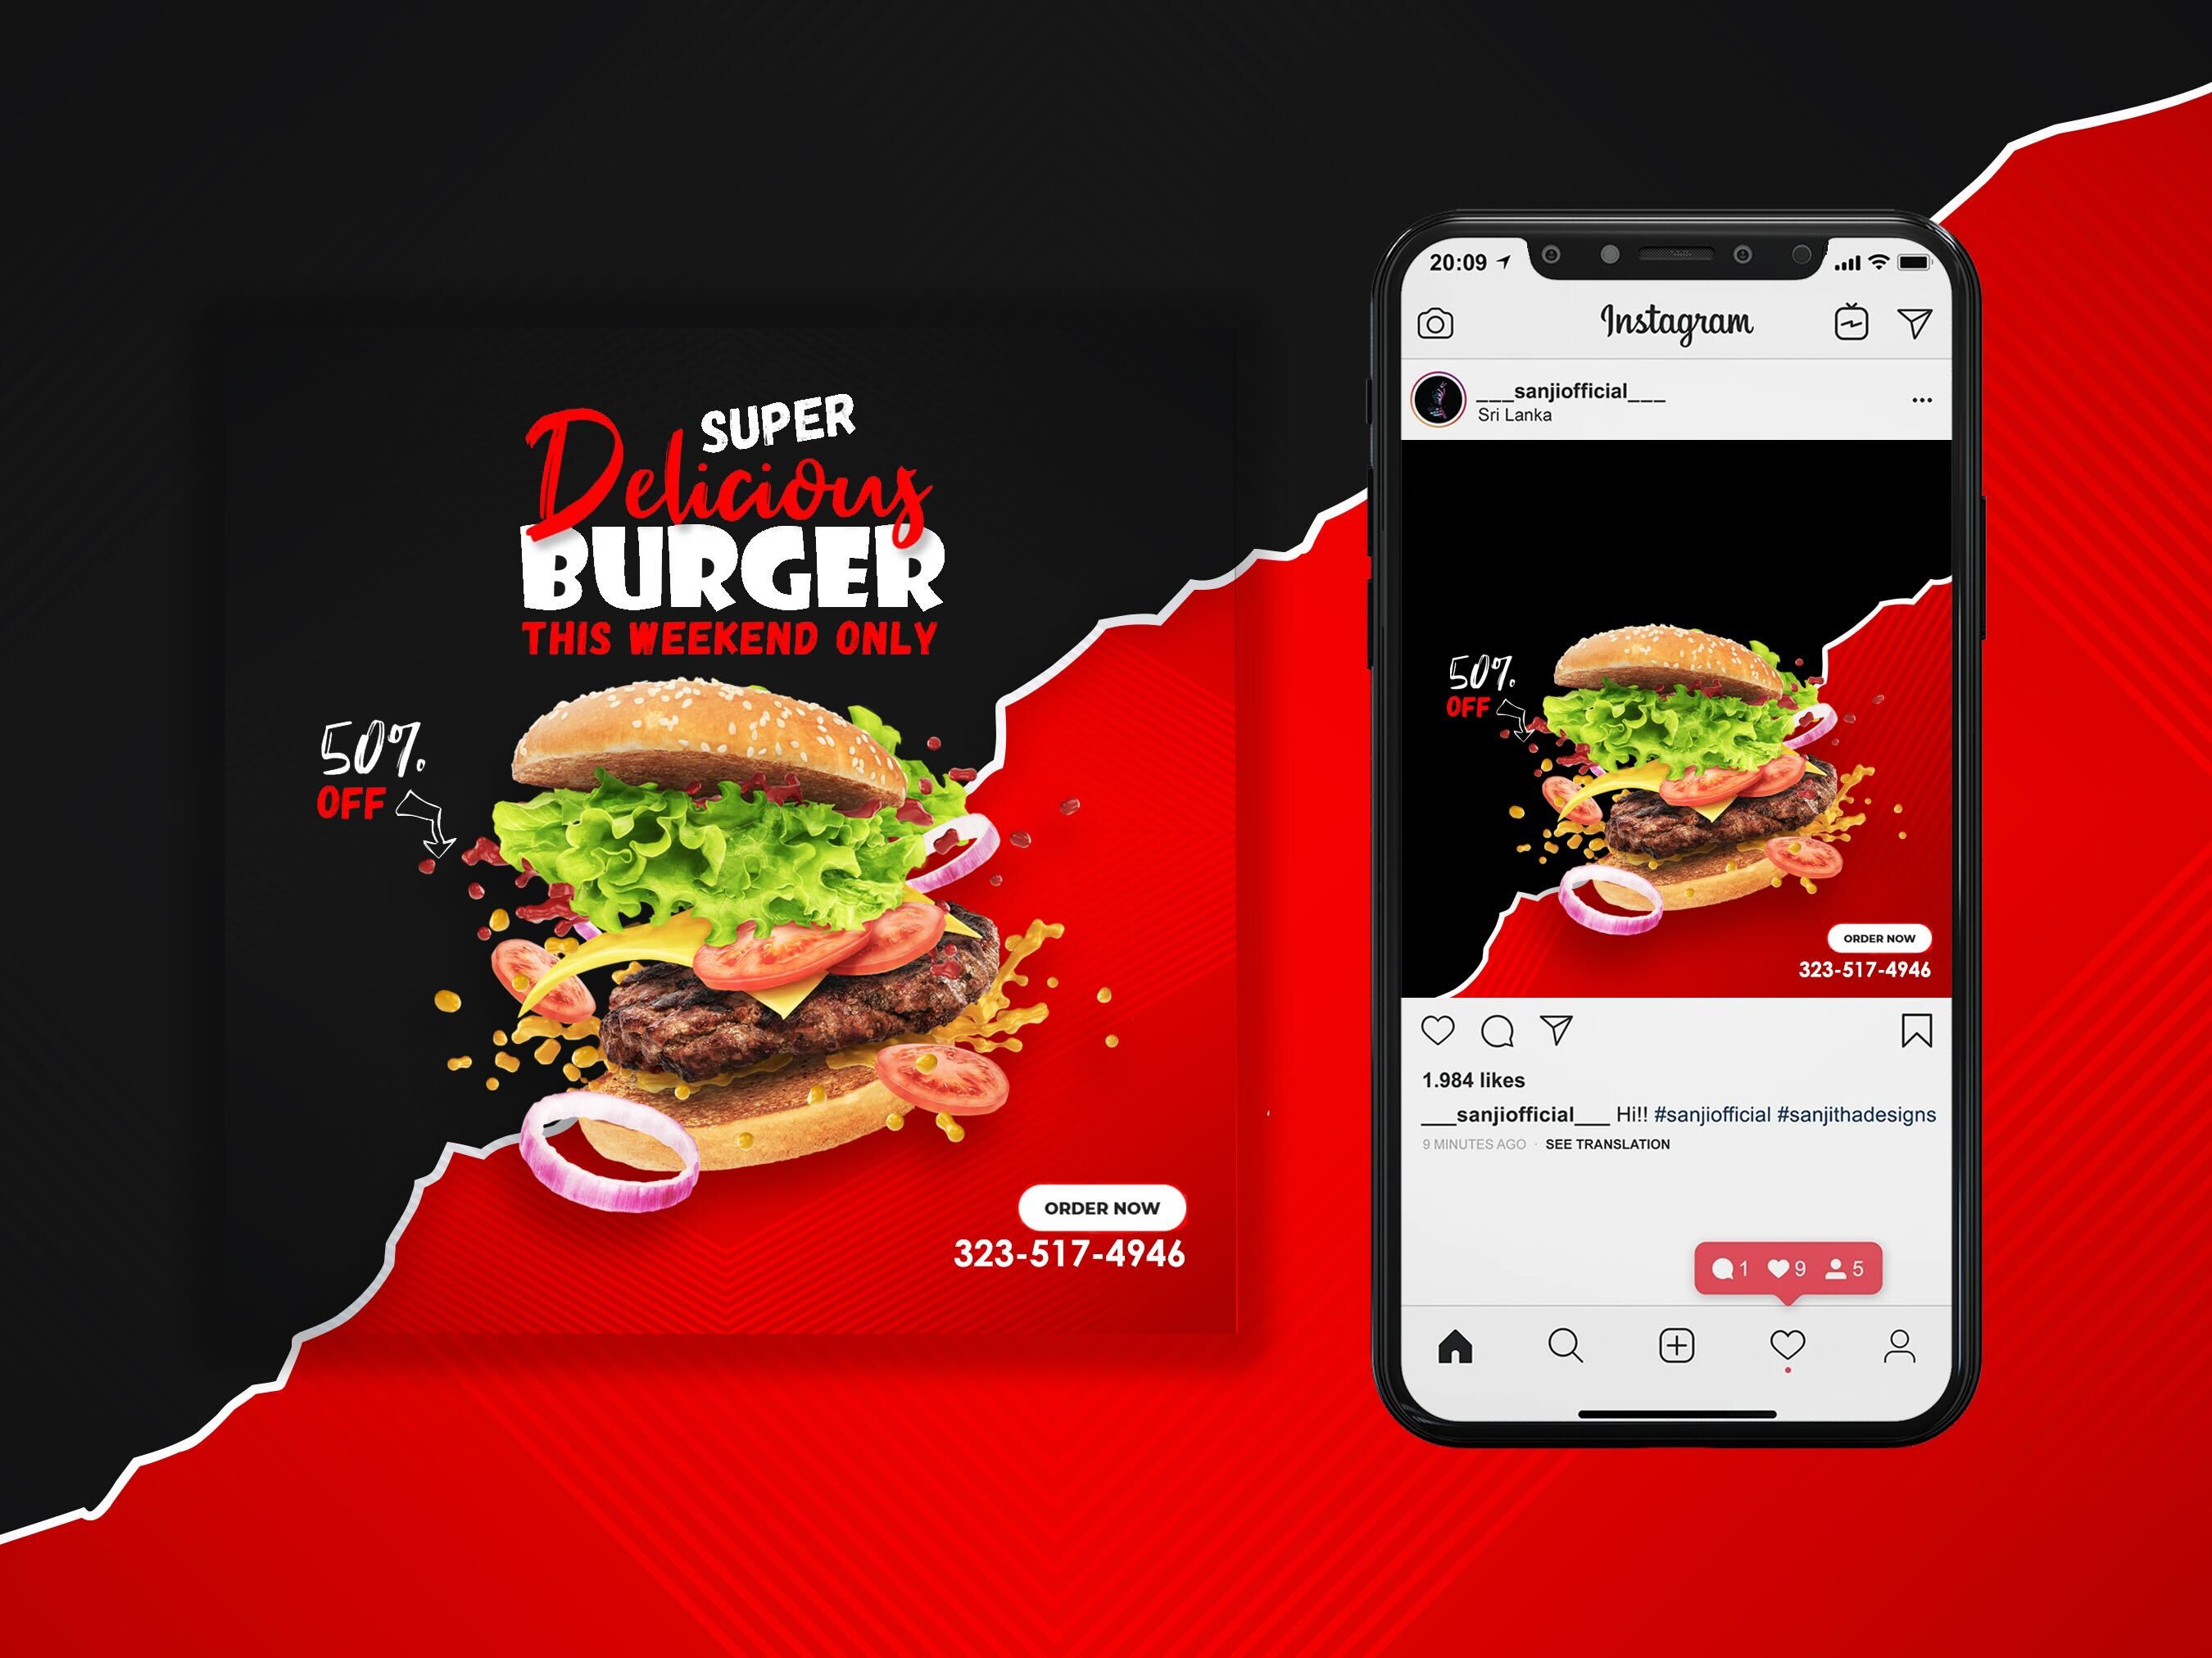 SUPER
Delicious
BURGER
THIS WEEKEND ONLY
50%
OFF
ORDER NOW
323-517-4946
20:09
Instagram
___sanjiofficial___
Sri Lanka
50%
OFF
ORDER NOW
323-517-4946
1.984 likes
___sanjiofficial___ Hi!! #sanjiofficial #sanjithadesigns
9 MINUTES AGO · SEE TRANSLATION
1 9 5